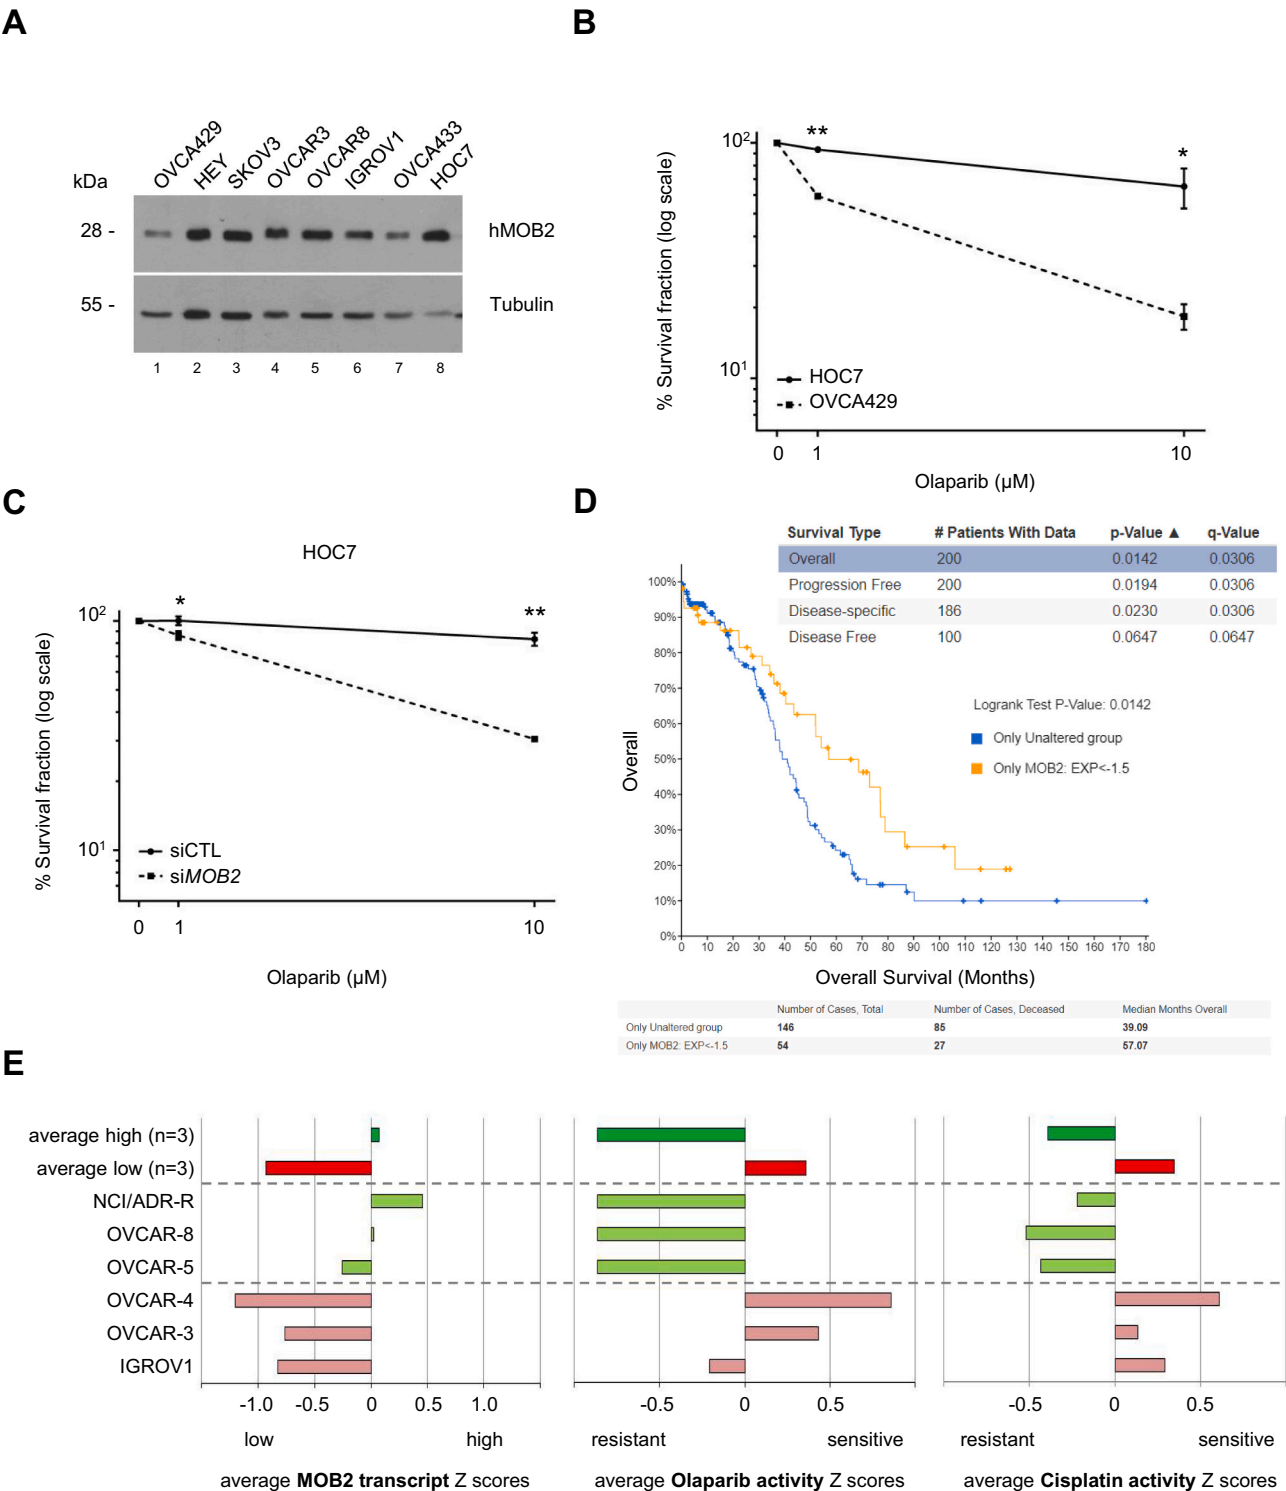 A
OVCA429
HEY
SKOV3
OVCAR3
OVCAR8
IGROV1
OVCA433
HOC7
kDa
28 -
hMOB2
55 -
Tubulin
1 2 3 4 5 6 7 8
B
% Survival fraction (log scale)
10²
**
*
10¹
HOC7
OVCA429
0 1 10
Olaparib (µM)
C
HOC7
% Survival fraction (log scale)
10²
*
**
10¹
siCTL
siMOB2
0 1 10
Olaparib (µM)
D
Survival Type # Patients With Data p-Value ▲ q-Value
Overall 200 0.0142 0.0306
Progression Free 200 0.0194 0.0306
Disease-specific 186 0.0230 0.0306
Disease Free 100 0.0647 0.0647
Logrank Test P-Value: 0.0142
Only Unaltered group
Only MOB2: EXP<-1.5
Overall
100%
90%
80%
70%
60%
50%
40%
30%
20%
10%
0%
0 10 20 30 40 50 60 70 80 90 100 110 120 130 140 150 160 170 180
Overall Survival (Months)
Number of Cases, Total Number of Cases, Deceased Median Months Overall
Only Unaltered group 146 85 39.09
Only MOB2: EXP<-1.5 54 27 57.07
E
average high (n=3)
average low (n=3)
NCI/ADR-R
OVCAR-8
OVCAR-5
OVCAR-4
OVCAR-3
IGROV1
-1.0 -0.5 0 0.5 1.0
low high
average MOB2 transcript Z scores
-0.5 0 0.5
resistant sensitive
average Olaparib activity Z scores
-0.5 0 0.5
resistant sensitive
average Cisplatin activity Z scores